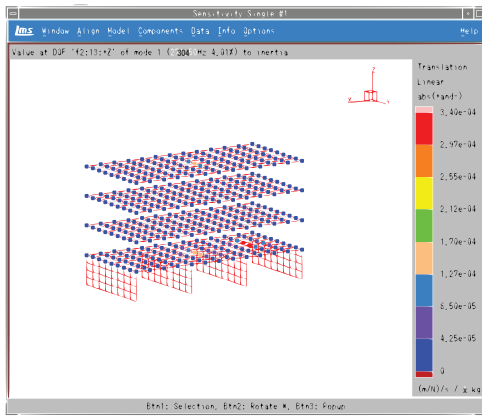 Sensitivity Single #1
lms Window Align Model Components Data Info Options Help
Value at DOF 'f2:13:+Z' of mode 1 (2.304 Hz 4.01%) to inertia
Translation
Linear
abs(+and-)
3,40e-04
2,97e-04
2,55e-04
2,12e-04
1,70e-04
1,27e-04
8,50e-05
4,25e-05
0
(m/N)/s / χ kg
Btn1: Selection, Btn2: Rotate *, Btn3: Popup